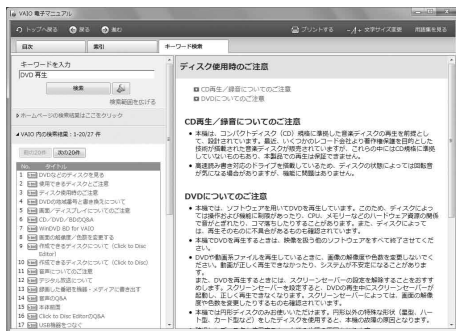 VAIO 電子マニュアル
トップへ戻る 戻る 進む プリントする -A+ 文字サイズ変更 用語集を見る
目次 索引 キーワード検索
キーワードを入力
DVD 再生
検索
検索範囲を広げる
ホームページの検索結果はここをクリック
VAIO 内の検索結果:1-20/27 件
前の20件 次の20件
No. タイトル
1 DVDなどのディスクを見る
2 使用できるディスクとご注意
3 ディスク使用時のご注意
4 DVDの地域番号と書き換について
5 画面/ディスプレイについてのご注意
6 CD/DVD/BDのQ&A
7 WinDVD BD for VAIO
8 画面の解像度/色数を変更する
9 作成できるディスクについて(Click to Disc Editor)
10 作成できるディスクについて(Click to Disc)
11 音声についてのご注意
12 デジタル放送について
13 録画した番組を機器・メディアに書き出す
14 音声のQ&A
15 本体前面
16 Click to Disc EditorのQ&A
17 USB機器をつなぐ
ディスク使用時のご注意
CD再生/録音についてのご注意
DVDについてのご注意
CD再生/録音についてのご注意
• 本機は、コンパクトディスク(CD)規格に準拠した音楽ディスクの再生を前提とし
て、設計されています。最近、いくつかのレコード会社より著作権保護を目的とした
技術が搭載された音楽ディスクが販売されていますが、これらの中にはCD規格に準拠
していないものもあり、本製品での再生は保証できません。
• 高速読み書き対応のドライブを搭載しているため、ディスクの状態によっては回転音
が気になる場合がありますが、機能に問題はありません。
DVDについてのご注意
• 本機では、ソフトウェアを用いてDVDを再生しています。このため、ディスクによっ
ては操作および機能に制限があったり、CPU、メモリーなどのハードウェア資源の関係
で音がとぎれたり、コマ落ちしたりすることがあります。また、ディスクによって
は、再生そのものに不具合があるものも確認されています。
• 本機でDVDを再生するときは、映像を扱う他のソフトウェアをすべて終了させてくだ
さい。
• DVDや動画系ファイルを再生しているときに、画像の解像度や色数を変更しないでく
ださい。動画が正しく再生できなかったり、システムが不安定になることがありま
す。
また、DVDを再生するときには、スクリーンセーバーの設定を解除することをおすす
めします。スクリーンセーバーを設定すると、DVDの再生中にスクリーンセーバーが
起動し、正しく再生できなくなります。スクリーンセーバーによっては、画面の解像
度や色数を変更したりするものも確認されています。
• 本機では円形ディスクのみお使いいただけます。円形以外の特殊な形状(星型、ハー
ト型、カード型など)をしたディスクを使用すると、本機の故障の原因となります。